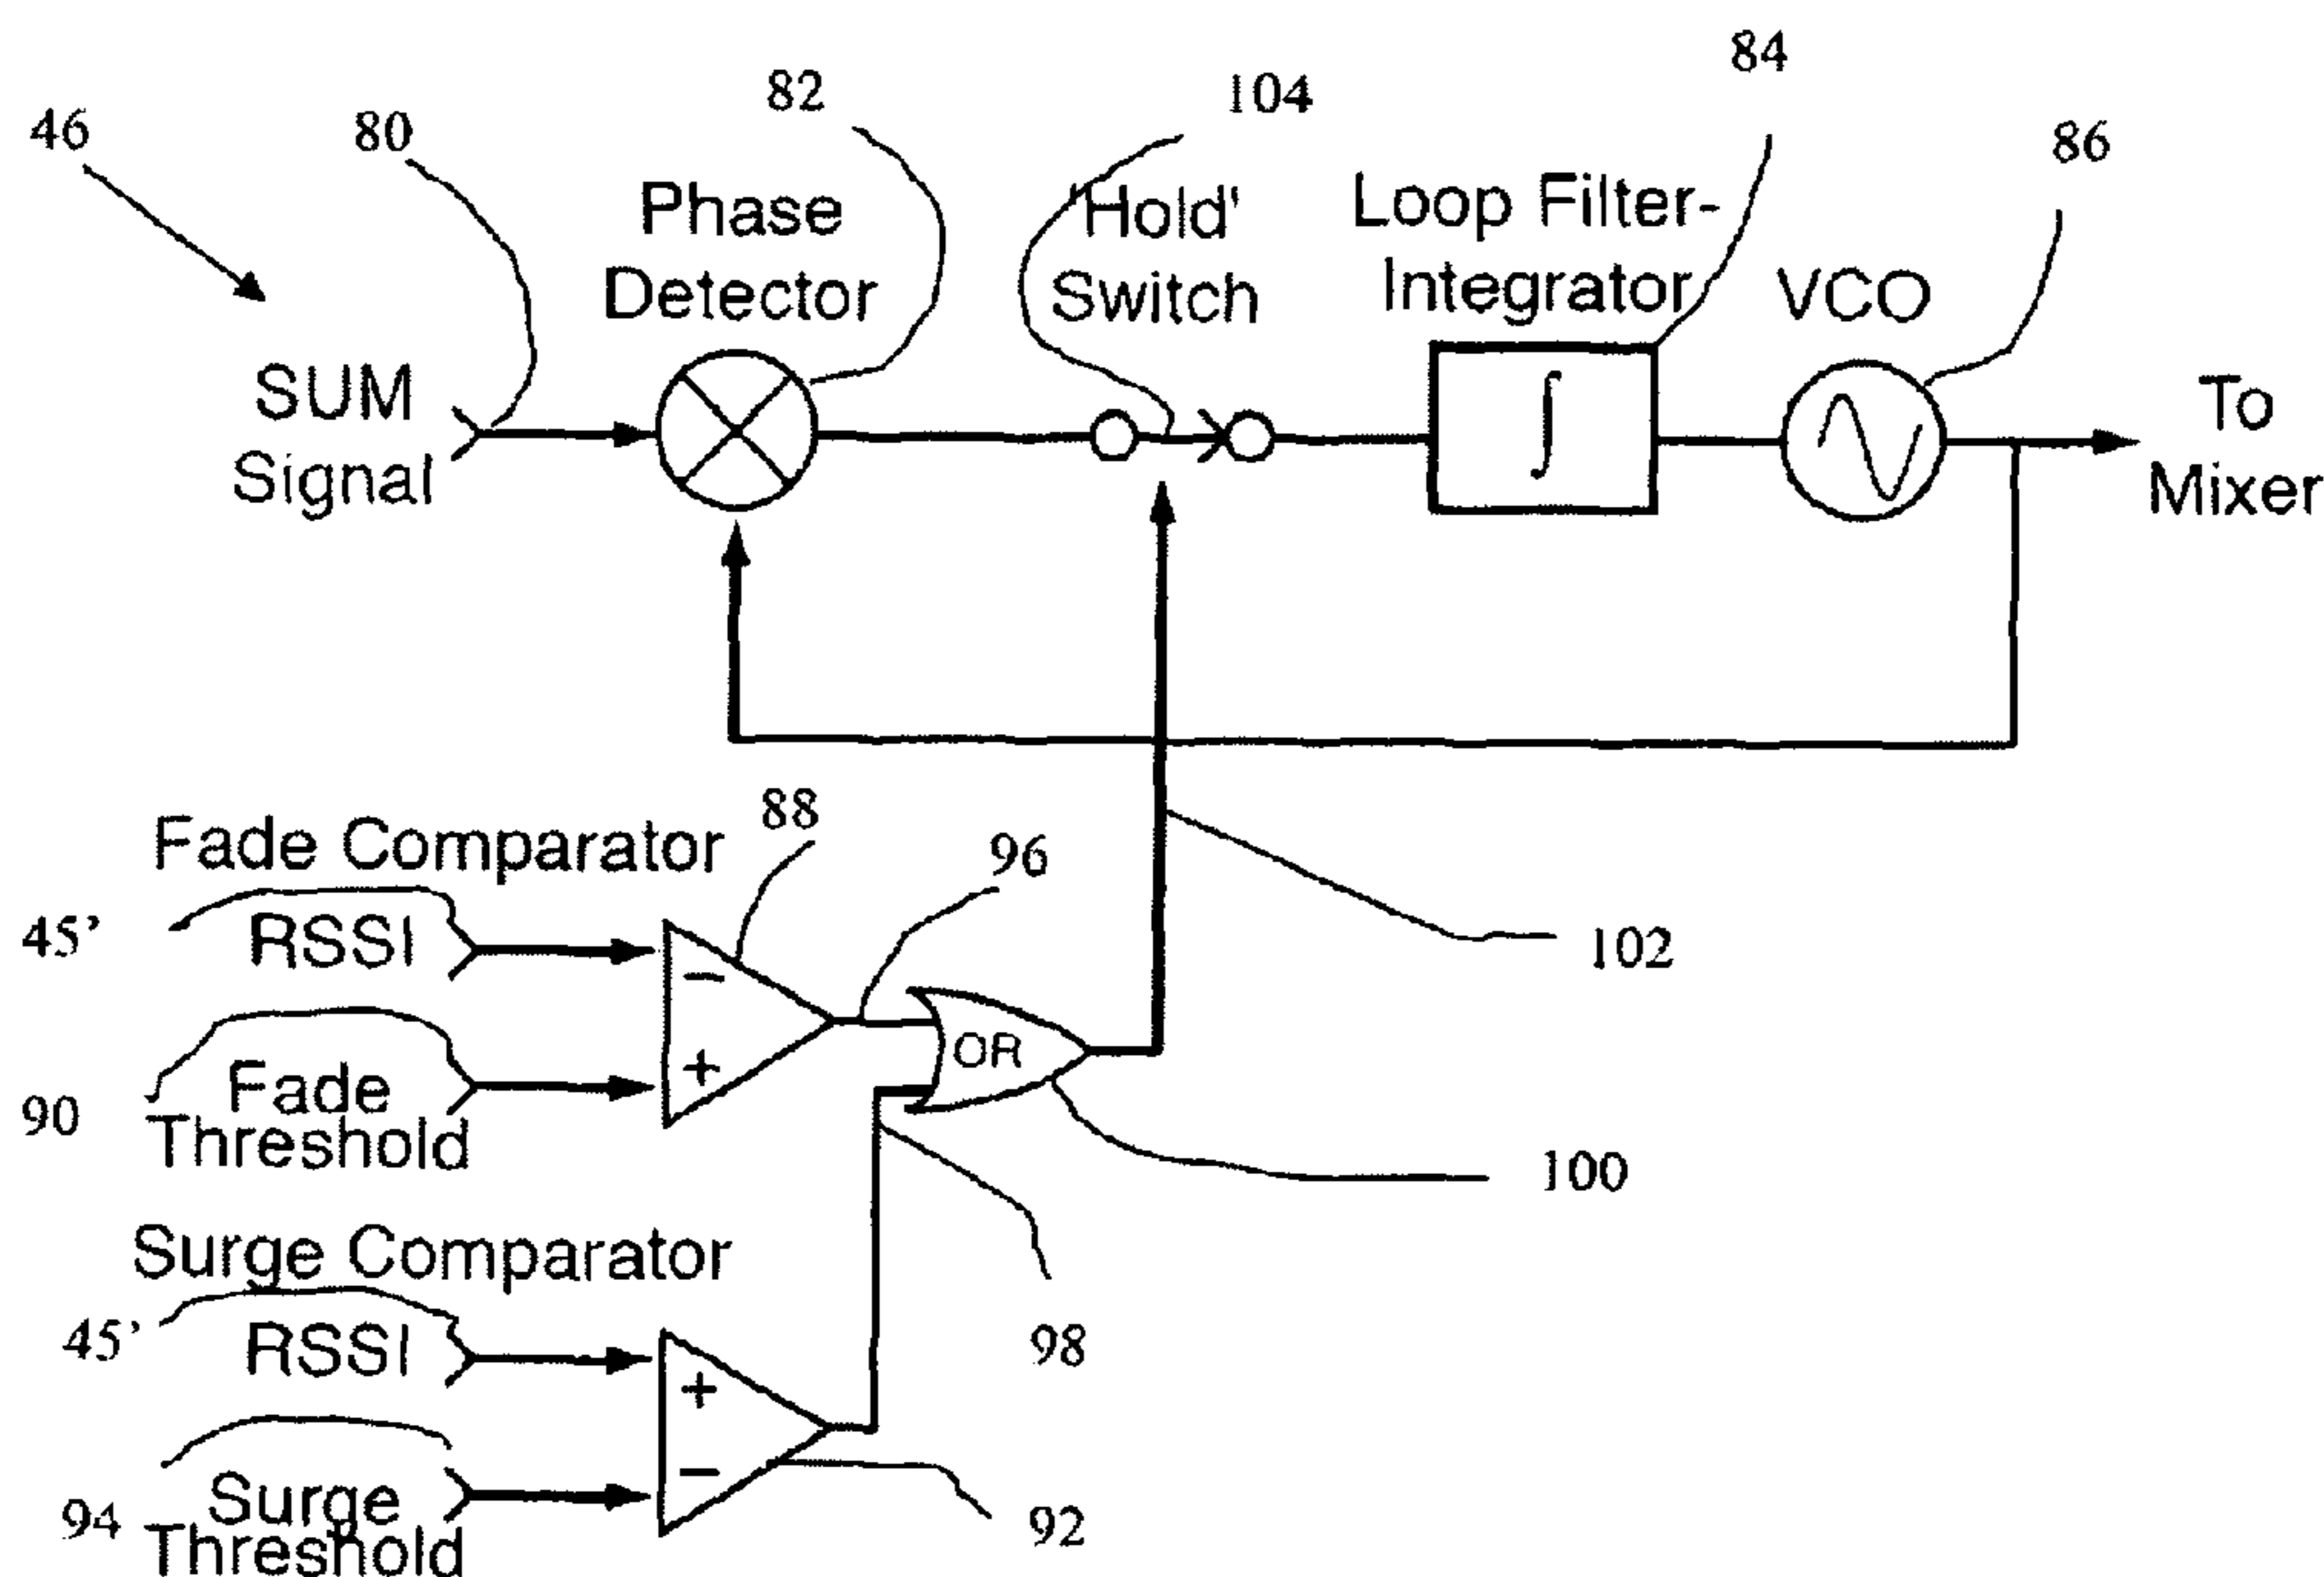 46
80
82
104
84
86
Phase
Detector
'Hold'
Switch
Loop Filter-
Integrator
VCO
SUM
Signal
To
Mixer
Fade Comparator
88
96
45’
RSSI
−
102
90
Fade
Threshold
+
OR
100
Surge Comparator
98
45’
RSSI
+
94
Surge
Threshold
−
92